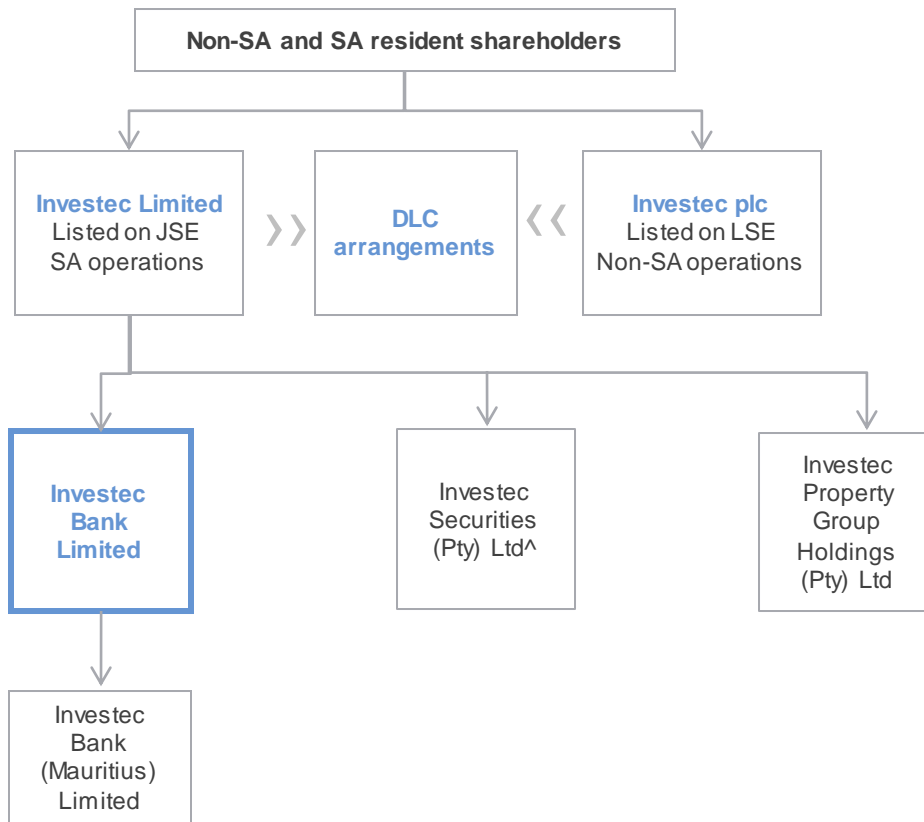 Non-SA and SA resident shareholders
Investec Limited
Listed on JSE
SA operations
DLC
arrangements
Investec plc
Listed on LSE
Non-SA operations
Investec
Bank
Limited
Investec
Securities
(Pty) Ltd^
Investec
Property
Group
Holdings
(Pty) Ltd
Investec
Bank
(Mauritius)
Limited